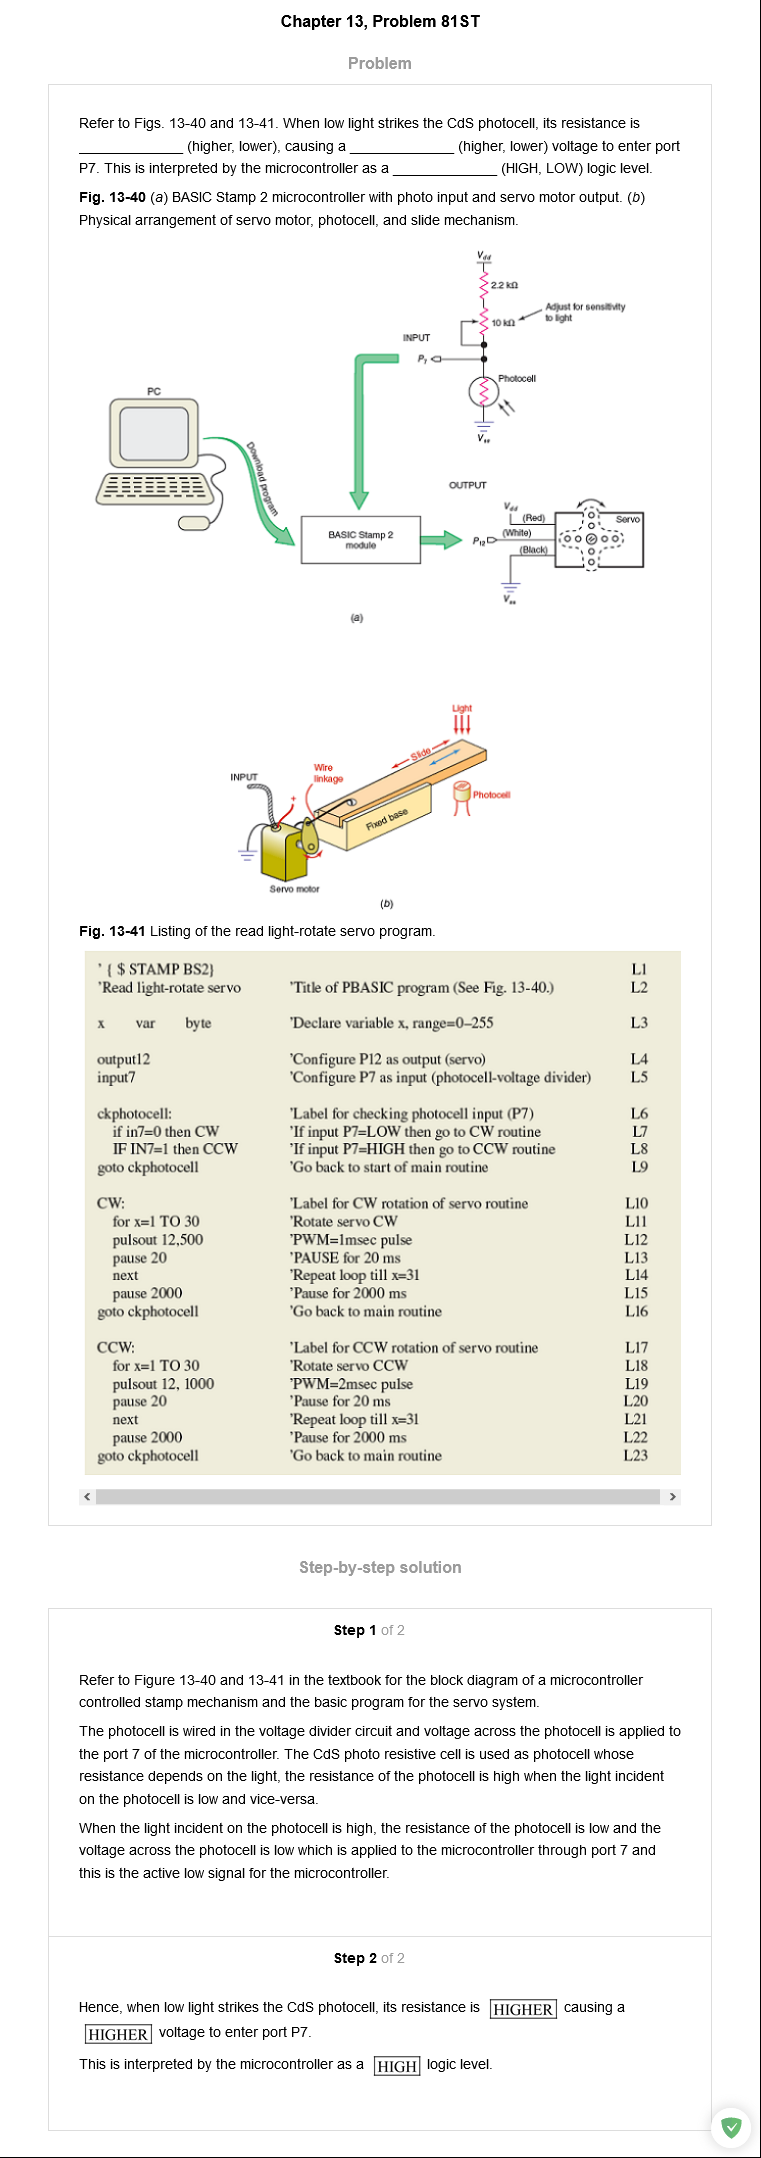 Chapter 13, Problem 81ST
Problem
Refer to Figs. 13-40 and 13-41. When low light strikes the CdS photocell, its resistance is
_____________ (higher, lower), causing a _____________ (higher, lower) voltage to enter port
P7. This is interpreted by the microcontroller as a _____________ (HIGH, LOW) logic level.
Fig. 13-40 (a) BASIC Stamp 2 microcontroller with photo input and servo motor output. (b)
Physical arrangement of servo motor, photocell, and slide mechanism.
Vdd
2.2 kΩ
Adjust for sensitivity
to light
10 kΩ
INPUT
P7
Photocell
Vss
PC
Download program
OUTPUT
Vdd
(Red)
Servo
(White)
P12
(Black)
BASIC Stamp 2
module
Vss
(a)
Light
Slide
Wire
linkage
INPUT
+
Photocell
Fixed base
Servo motor
(b)
Fig. 13-41 Listing of the read light-rotate servo program.
' { $ STAMP BS2} L1
'Read light-rotate servo 'Title of PBASIC program (See Fig. 13-40.) L2
x var byte 'Declare variable x, range=0–255 L3
output12 'Configure P12 as output (servo) L4
input7 'Configure P7 as input (photocell-voltage divider) L5
ckphotocell: 'Label for checking photocell input (P7) L6
if in7=0 then CW 'If input P7=LOW then go to CW routine L7
IF IN7=1 then CCW 'If input P7=HIGH then go to CCW routine L8
goto ckphotocell 'Go back to start of main routine L9
CW: 'Label for CW rotation of servo routine L10
for x=1 TO 30 'Rotate servo CW L11
pulsout 12,500 'PWM=1msec pulse L12
pause 20 'PAUSE for 20 ms L13
next 'Repeat loop till x=31 L14
pause 2000 'Pause for 2000 ms L15
goto ckphotocell 'Go back to main routine L16
CCW: 'Label for CCW rotation of servo routine L17
for x=1 TO 30 'Rotate servo CCW L18
pulsout 12, 1000 'PWM=2msec pulse L19
pause 20 'Pause for 20 ms L20
next 'Repeat loop till x=31 L21
pause 2000 'Pause for 2000 ms L22
goto ckphotocell 'Go back to main routine L23
Step-by-step solution
Step 1 of 2
Refer to Figure 13-40 and 13-41 in the textbook for the block diagram of a microcontroller
controlled stamp mechanism and the basic program for the servo system.
The photocell is wired in the voltage divider circuit and voltage across the photocell is applied to
the port 7 of the microcontroller. The CdS photo resistive cell is used as photocell whose
resistance depends on the light, the resistance of the photocell is high when the light incident
on the photocell is low and vice-versa.
When the light incident on the photocell is high, the resistance of the photocell is low and the
voltage across the photocell is low which is applied to the microcontroller through port 7 and
this is the active low signal for the microcontroller.
Step 2 of 2
Hence, when low light strikes the CdS photocell, its resistance is HIGHER causing a
HIGHER voltage to enter port P7.
This is interpreted by the microcontroller as a HIGH logic level.